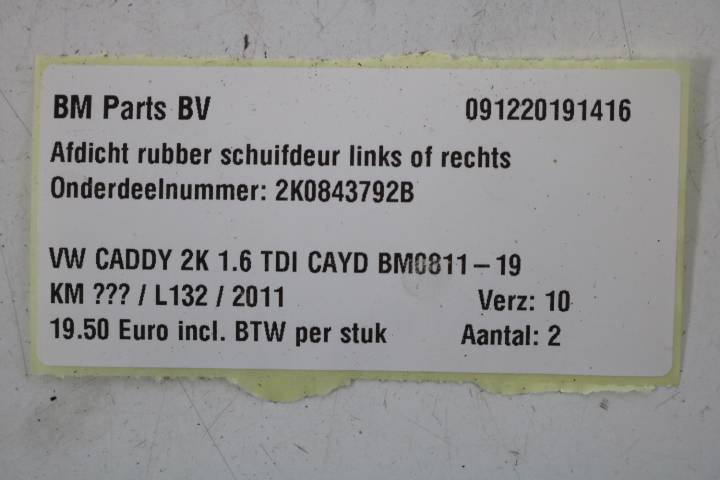 BM Parts BV 091220191416
Afdicht rubber schuifdeur links of rechts
Onderdeelnummer: 2K0843792B
VW CADDY 2K 1.6 TDI CAYD BM0811-19
KM ??? / L132 / 2011 Verz: 10
19.50 Euro incl. BTW per stuk Aantal: 2